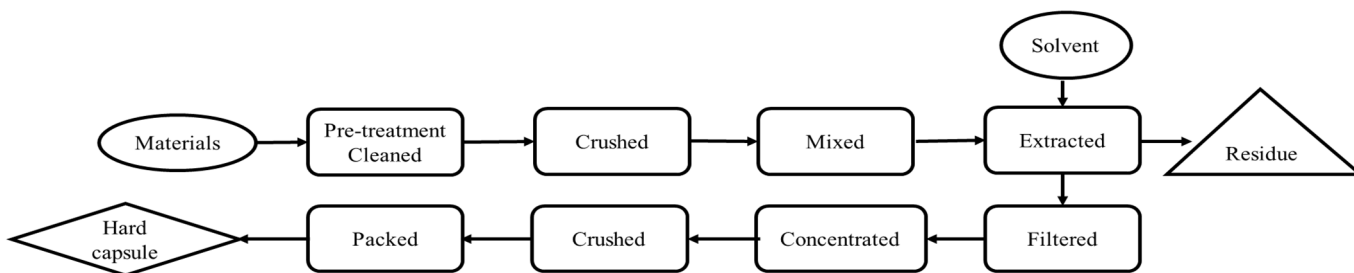 Solvent
Materials
Pre-treatment
Cleaned
Crushed
Mixed
Extracted
Residue
Hard
capsule
Packed
Crushed
Concentrated
Filtered